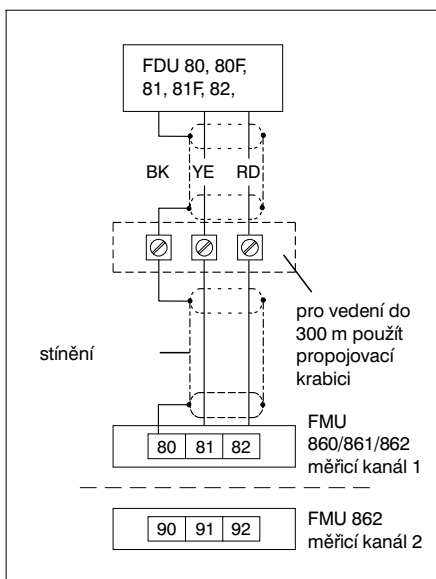 FDU 80, 80F,
81, 81F, 82,
BK YE RD
pro vedení do
300 m použít
propojovací
krabici
stínění
FMU
860/861/862
měřicí kanál 1
80 81 82
FMU 862
měřicí kanál 2
90 91 92